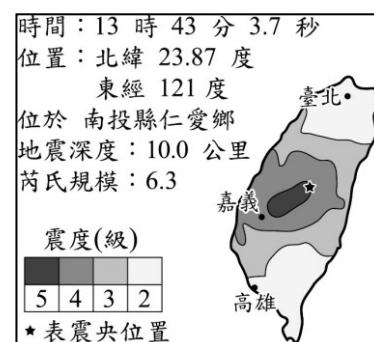 時間：13 時 43 分 3.7 秒
位置：北緯 23.87 度
東經 121 度
位於 南投縣仁愛鄉
地震深度：10.0 公里
芮氏規模：6.3
臺北
嘉義
高雄
震度(級)
5 4 3 2
★表震央位置